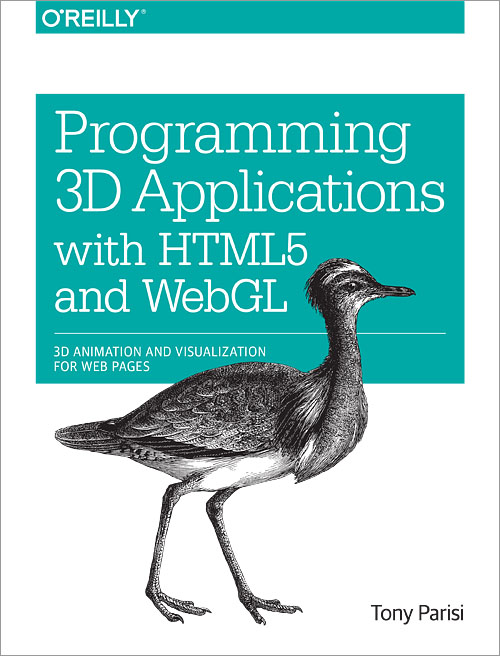 O'REILLY®
Programming
3D Applications
with HTML5
and WebGL
3D ANIMATION AND VISUALIZATION
FOR WEB PAGES
Tony Parisi